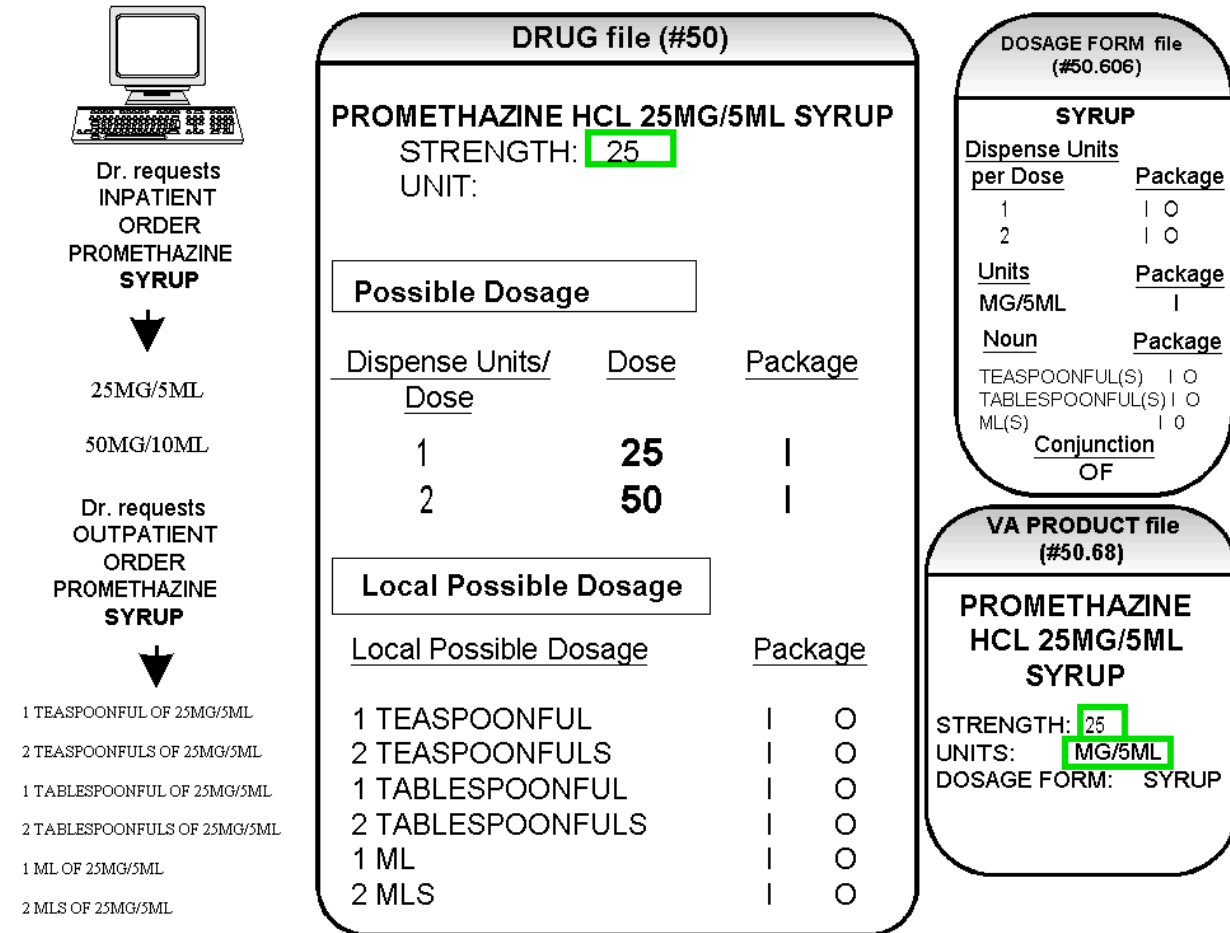 Dr. requests
INPATIENT
ORDER
PROMETHAZINE
SYRUP
25MG/5ML
50MG/10ML
Dr. requests
OUTPATIENT
ORDER
PROMETHAZINE
SYRUP
1 TEASPOONFUL OF 25MG/5ML
2 TEASPOONFULS OF 25MG/5ML
1 TABLESPOONFUL OF 25MG/5ML
2 TABLESPOONFULS OF 25MG/5ML
1 ML OF 25MG/5ML
2 MLS OF 25MG/5ML
DRUG file (#50)
PROMETHAZINE HCL 25MG/5ML SYRUP
STRENGTH: 25
UNIT:
Possible Dosage
Dispense Units/ Dose Package
Dose
1 25 I
2 50 I
Local Possible Dosage
Local Possible Dosage Package
1 TEASPOONFUL I O
2 TEASPOONFULS I O
1 TABLESPOONFUL I O
2 TABLESPOONFULS I O
1 ML I O
2 MLS I O
DOSAGE FORM file
(#50.606)
SYRUP
Dispense Units
per Dose Package
1 I O
2 I O
Units Package
MG/5ML I
Noun Package
TEASPOONFUL(S) I O
TABLESPOONFUL(S) I O
ML(S) I 0
Conjunction
OF
VA PRODUCT file
(#50.68)
PROMETHAZINE
HCL 25MG/5ML
SYRUP
STRENGTH: 25
UNITS: MG/5ML
DOSAGE FORM: SYRUP